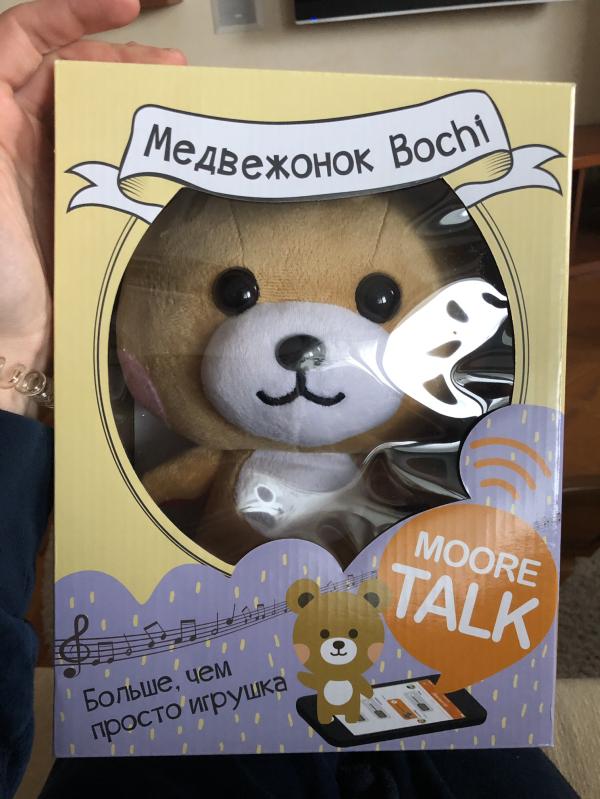 Медвежонок Bochi
MOORE
TALK
Больше, чем
просто игрушка